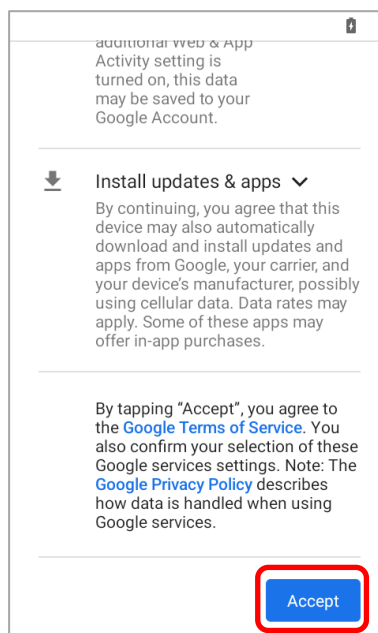 additional Web & App
Activity setting is
turned on, this data
may be saved to your
Google Account.
Install updates & apps
By continuing, you agree that this
device may also automatically
download and install updates and
apps from Google, your carrier, and
your device's manufacturer, possibly
using cellular data. Data rates may
apply. Some of these apps may
offer in-app purchases.
By tapping “Accept”, you agree to
the Google Terms of Service. You
also confirm your selection of these
Google services settings. Note: The
Google Privacy Policy describes
how data is handled when using
Google services.
Accept